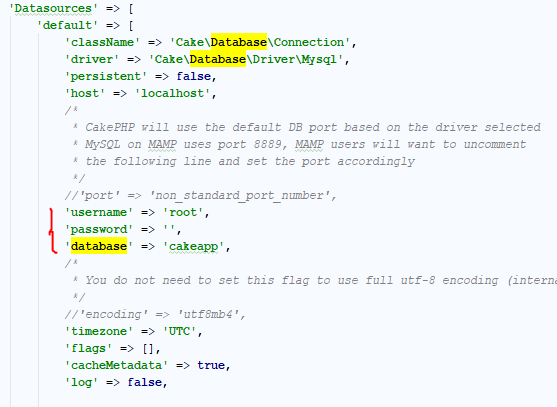 'Datasources' => [
'default' => [
'className' => 'Cake\Database\Connection',
'driver' => 'Cake\Database\Driver\Mysql',
'persistent' => false,
'host' => 'localhost',
/*
* CakePHP will use the default DB port based on the driver selected
* MySQL on MAMP uses port 8889, MAMP users will want to uncomment
* the following line and set the port accordingly
*/
//'port' => 'non_standard_port_number',
'username' => 'root',
'password' => '',
'database' => 'cakeapp',
/*
* You do not need to set this flag to use full utf-8 encoding (interna
*/
//'encoding' => 'utf8mb4',
'timezone' => 'UTC',
'flags' => [],
'cacheMetadata' => true,
'log' => false,